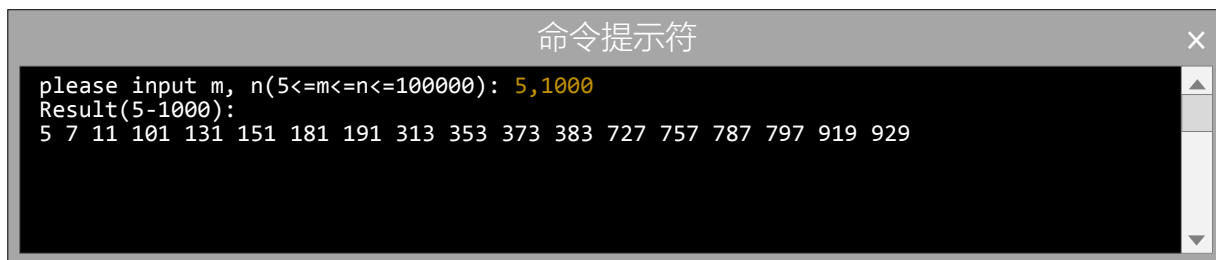 命令提示符
please input m, n(5<=m<=n<=100000): 5,1000
Result(5-1000):
5 7 11 101 131 151 181 191 313 353 373 383 727 757 787 797 919 929